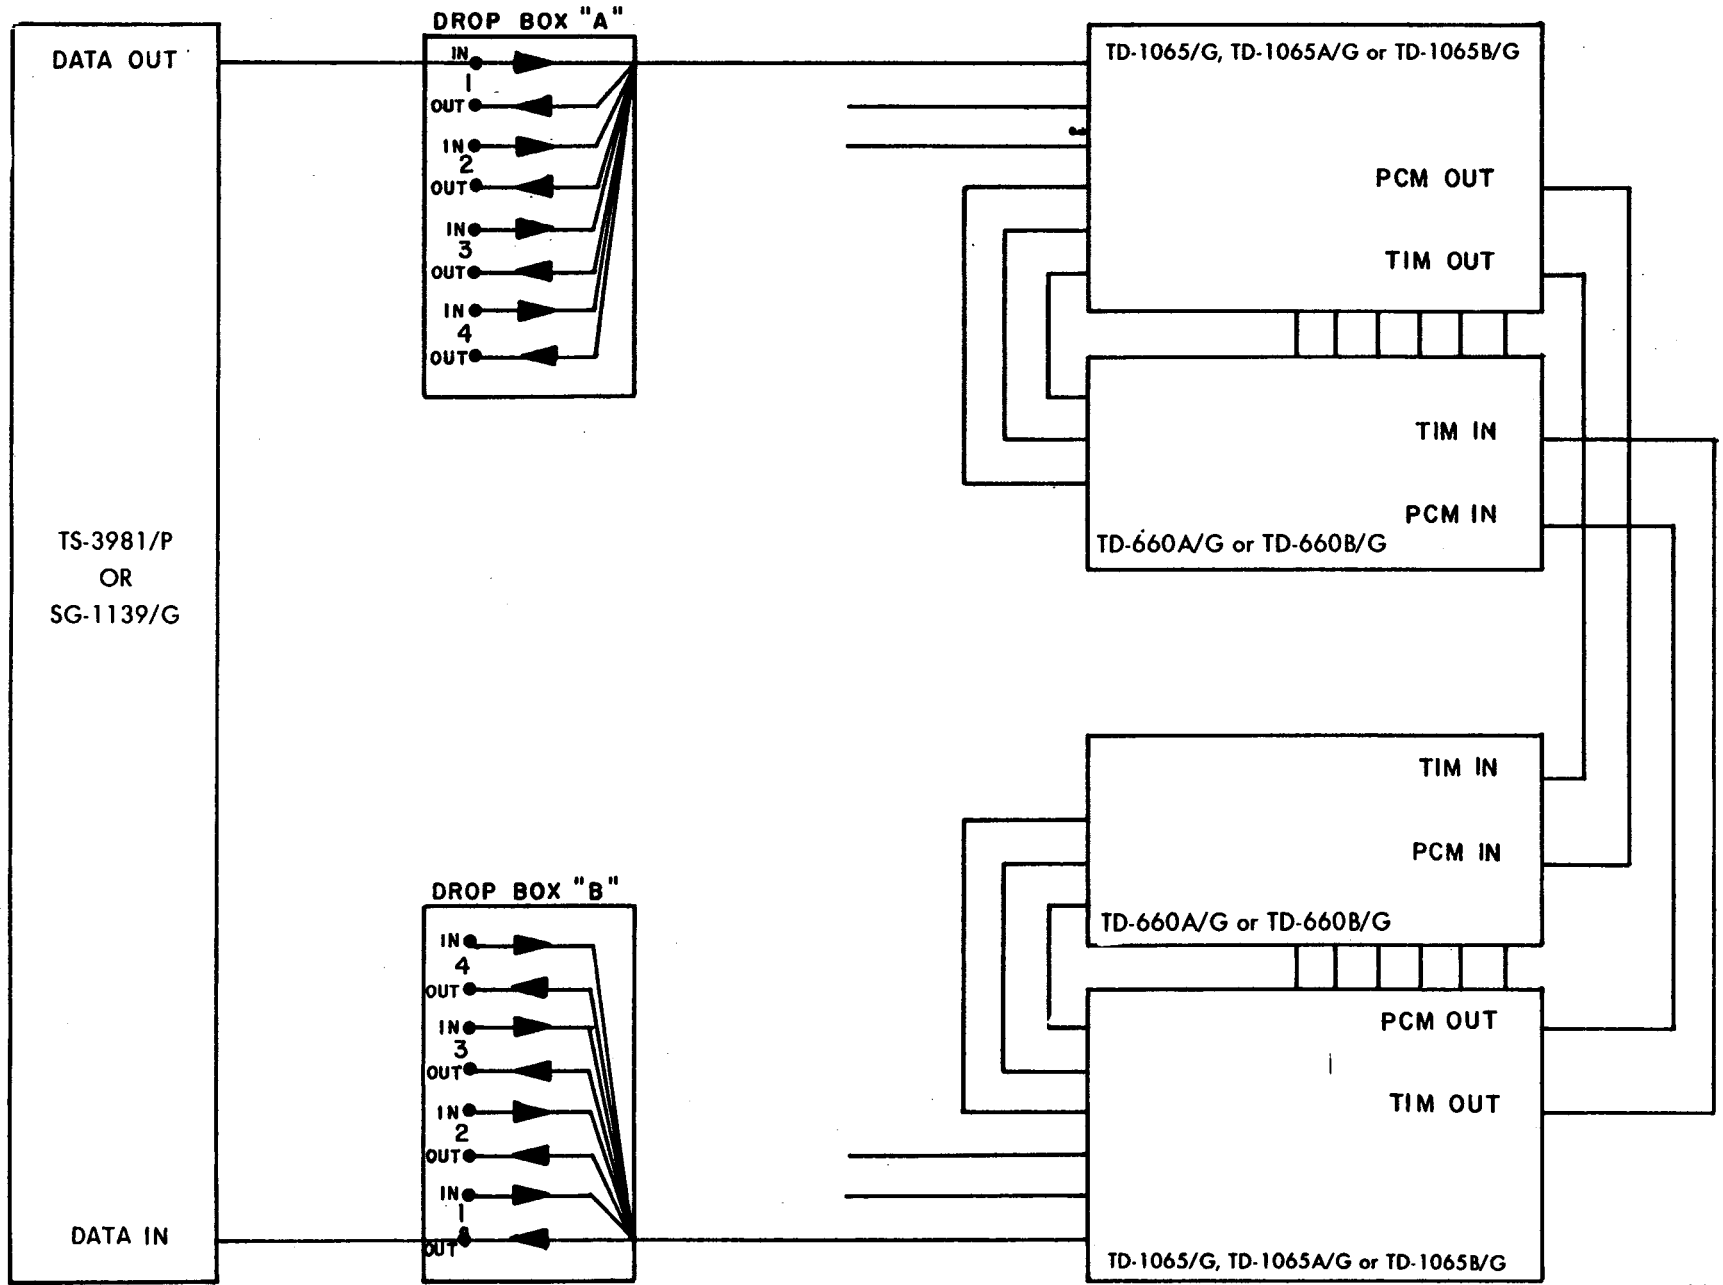 DATA OUT
TS-3981/P
OR
SG-1139/G
DATA IN
DROP BOX "A"
IN
1
OUT
IN
2
OUT
IN
3
OUT
IN
4
OUT
DROP BOX "B"
IN
4
OUT
IN
3
OUT
IN
2
OUT
IN
1
OUT
TD-1065/G, TD-1065A/G or TD-1065B/G
PCM OUT
TIM OUT
TIM IN
PCM IN
TD-660A/G or TD-660B/G
TIM IN
PCM IN
TD-660A/G or TD-660B/G
PCM OUT
TIM OUT
TD-1065/G, TD-1065A/G or TD-1065B/G